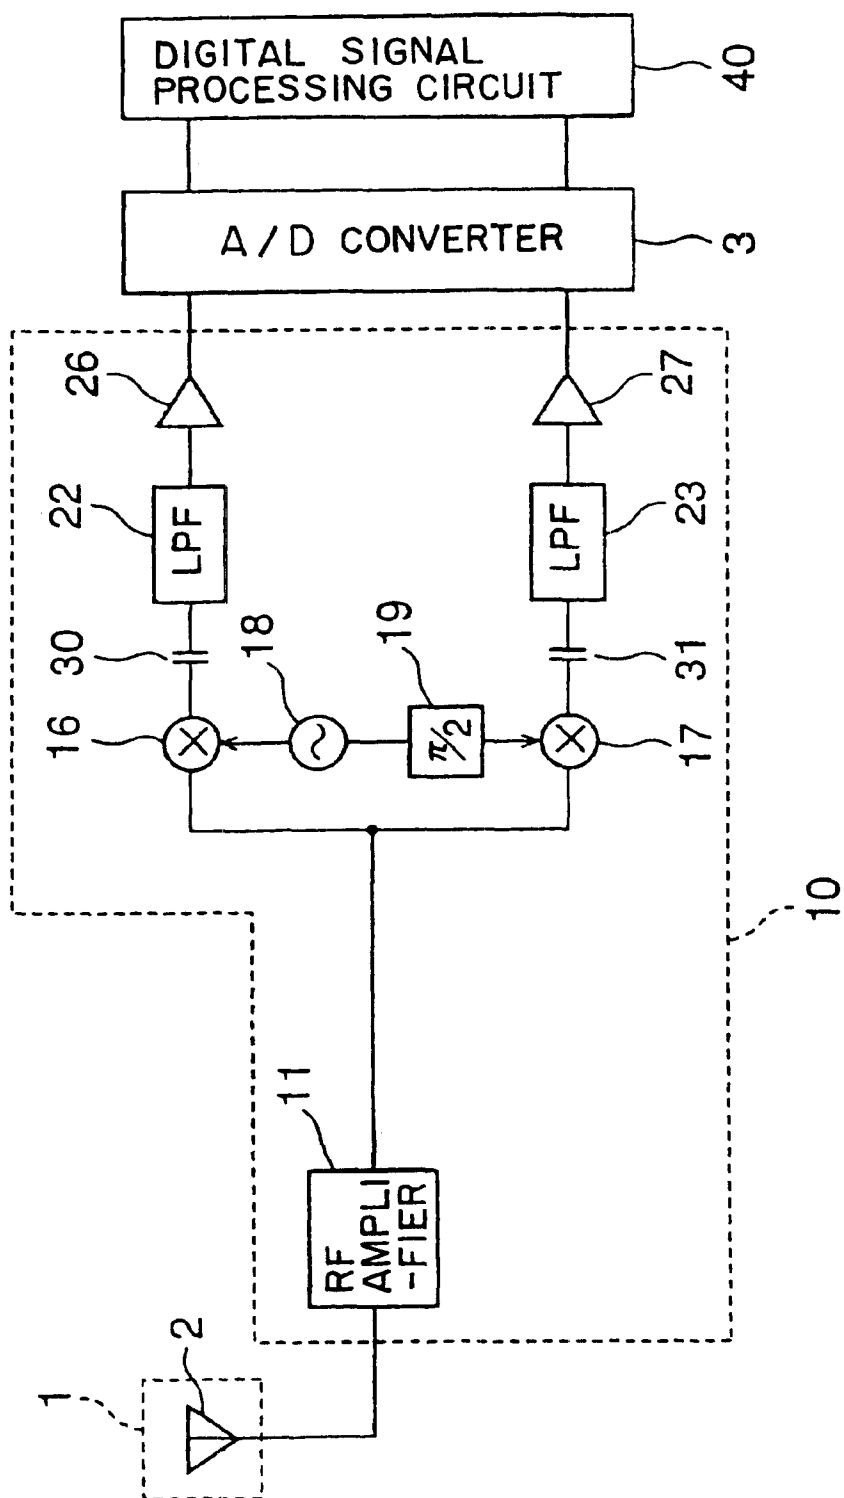 DIGITAL SIGNAL
PROCESSING CIRCUIT
40
A/D CONVERTER
3
26
27
22
LPF
LPF
23
30
18
19
31
16
π/2
17
10
11
RF
AMPLI
-FIER
1
2